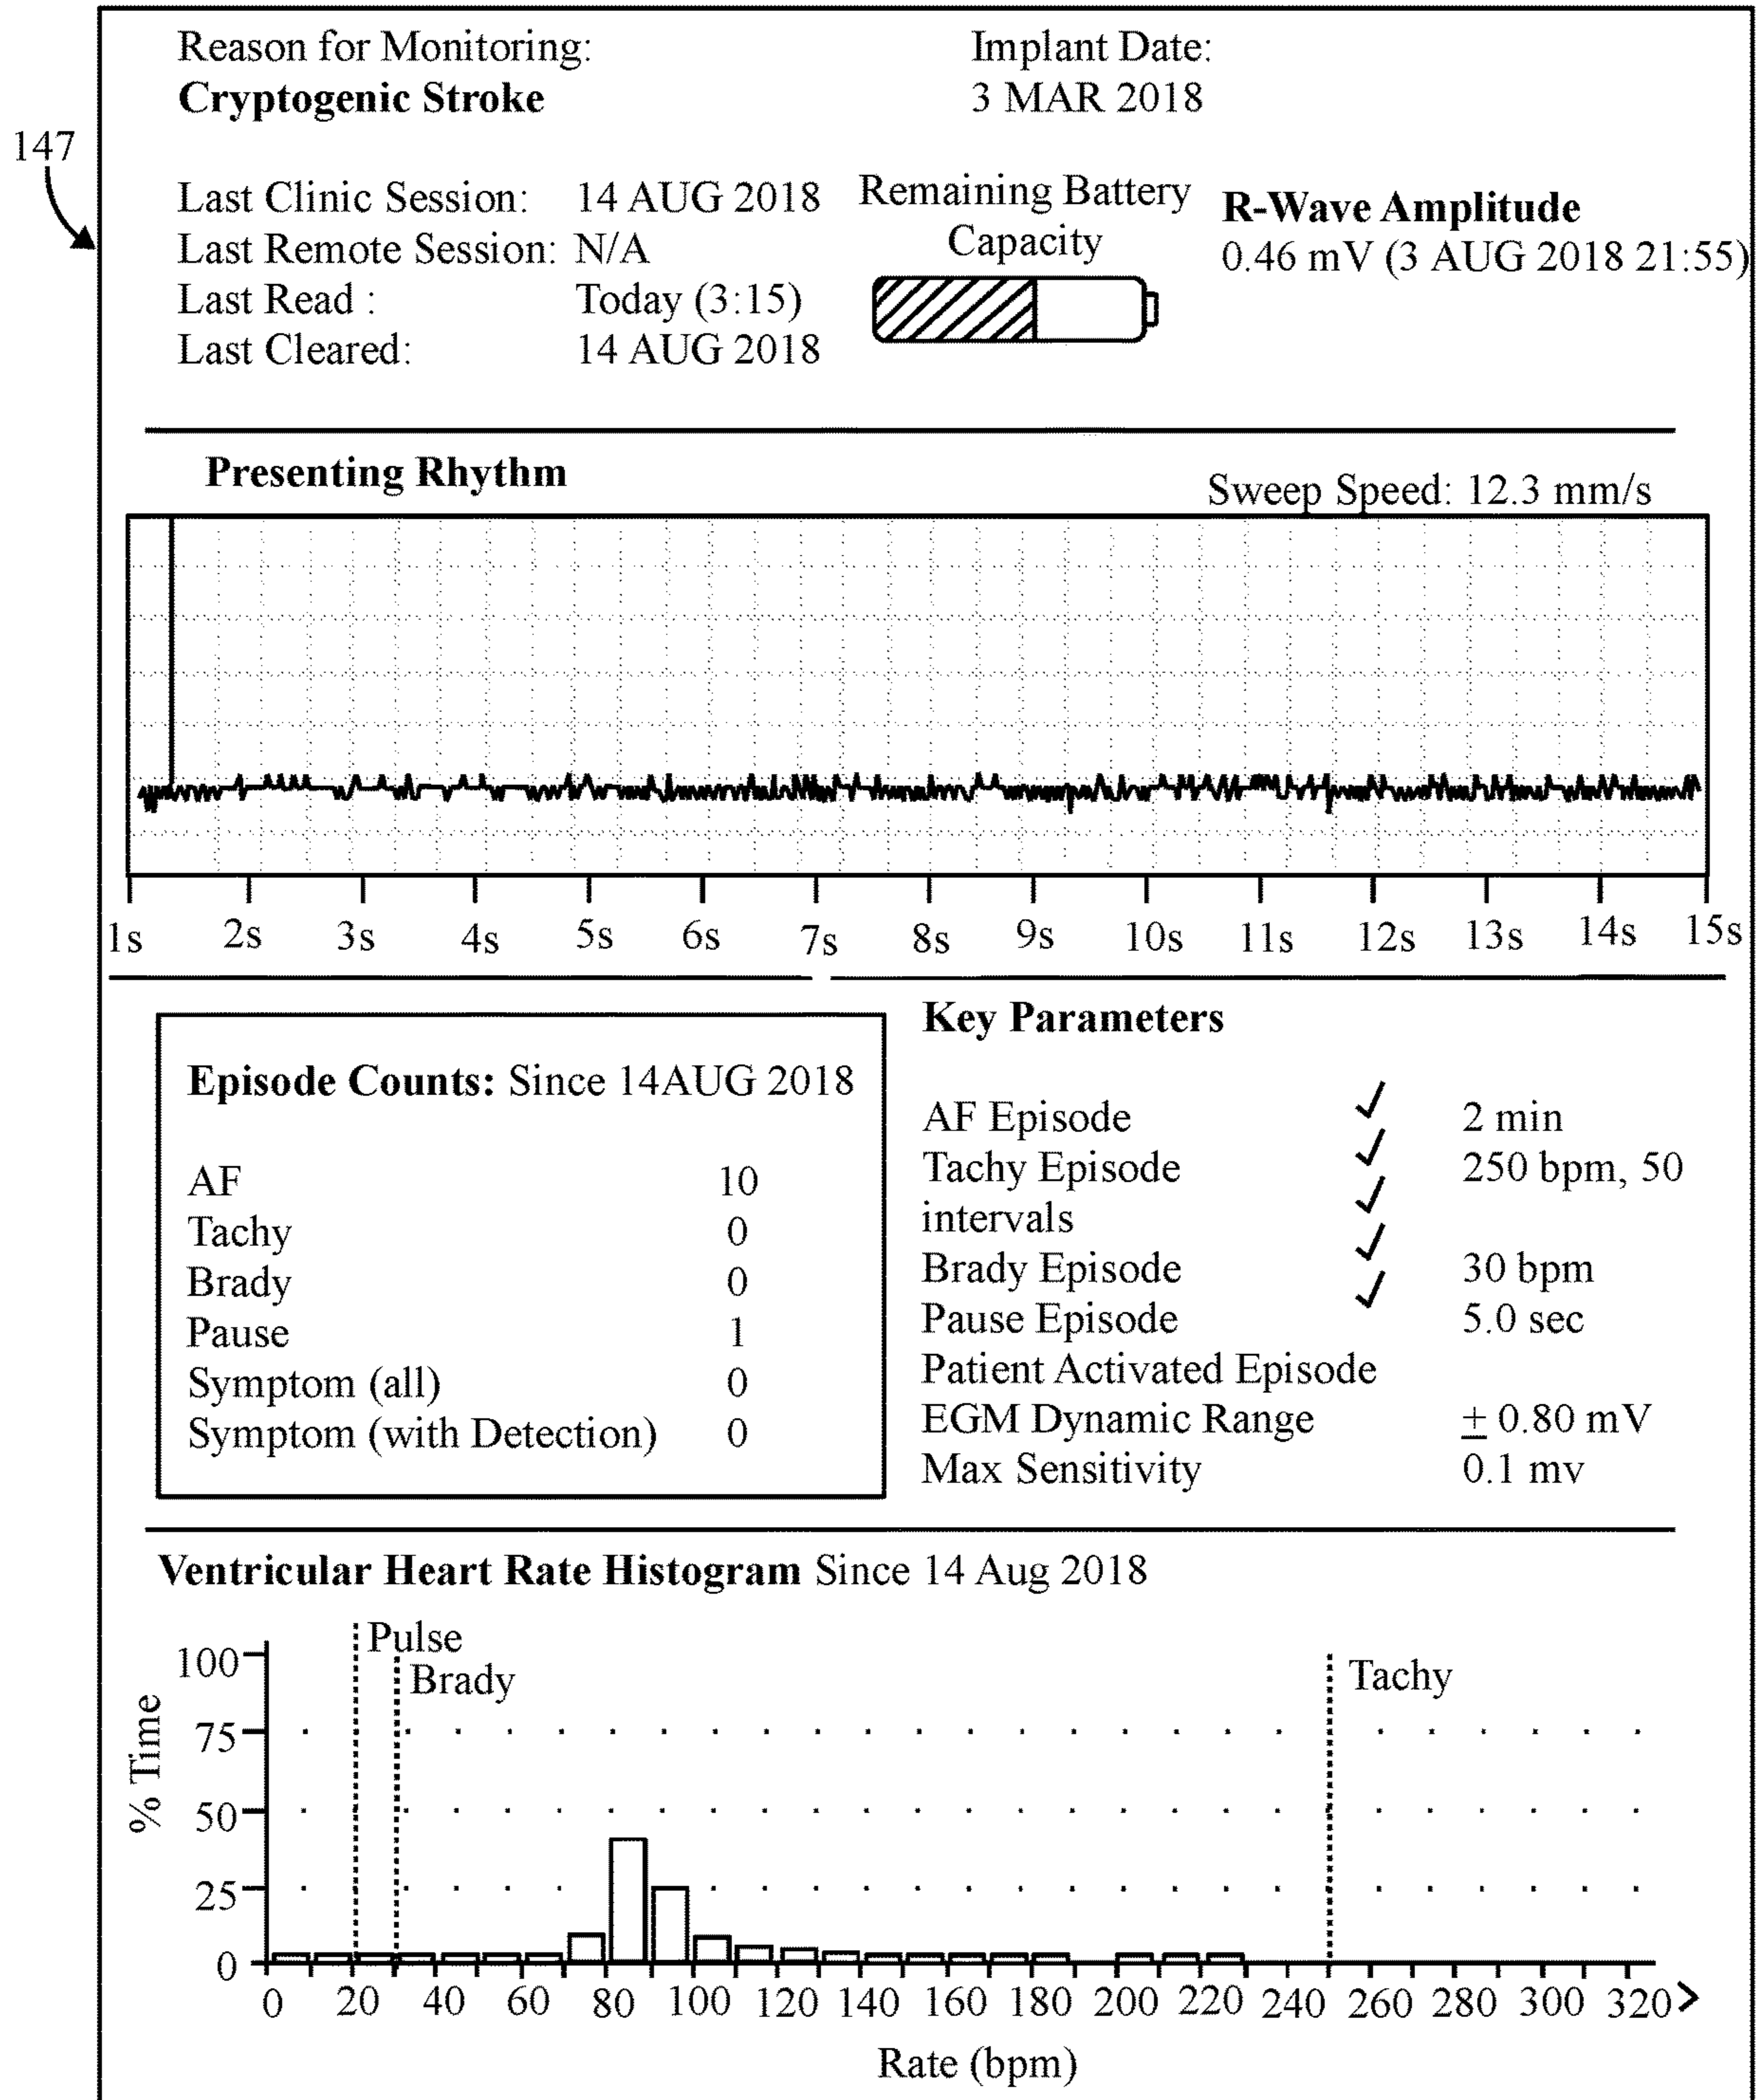 147
Reason for Monitoring:
Cryptogenic Stroke
Implant Date:
3 MAR 2018
Last Clinic Session: 14 AUG 2018
Last Remote Session: N/A
Last Read : Today (3:15)
Last Cleared: 14 AUG 2018
Remaining Battery
Capacity
R-Wave Amplitude
0.46 mV (3 AUG 2018 21:55)
Presenting Rhythm
Sweep Speed: 12.3 mm/s
1s 2s 3s 4s 5s 6s 7s 8s 9s 10s 11s 12s 13s 14s 15s
Episode Counts: Since 14AUG 2018
AF 10
Tachy 0
Brady 0
Pause 1
Symptom (all) 0
Symptom (with Detection) 0
Key Parameters
AF Episode ✓ 2 min
Tachy Episode ✓ 250 bpm, 50
intervals ✓
Brady Episode ✓ 30 bpm
Pause Episode ✓ 5.0 sec
Patient Activated Episode
EGM Dynamic Range ± 0.80 mV
Max Sensitivity 0.1 mv
Ventricular Heart Rate Histogram Since 14 Aug 2018
Pulse
Brady
Tachy
% Time
100
75
50
25
0
0 20 40 60 80 100 120 140 160 180 200 220 240 260 280 300 320>
Rate (bpm)